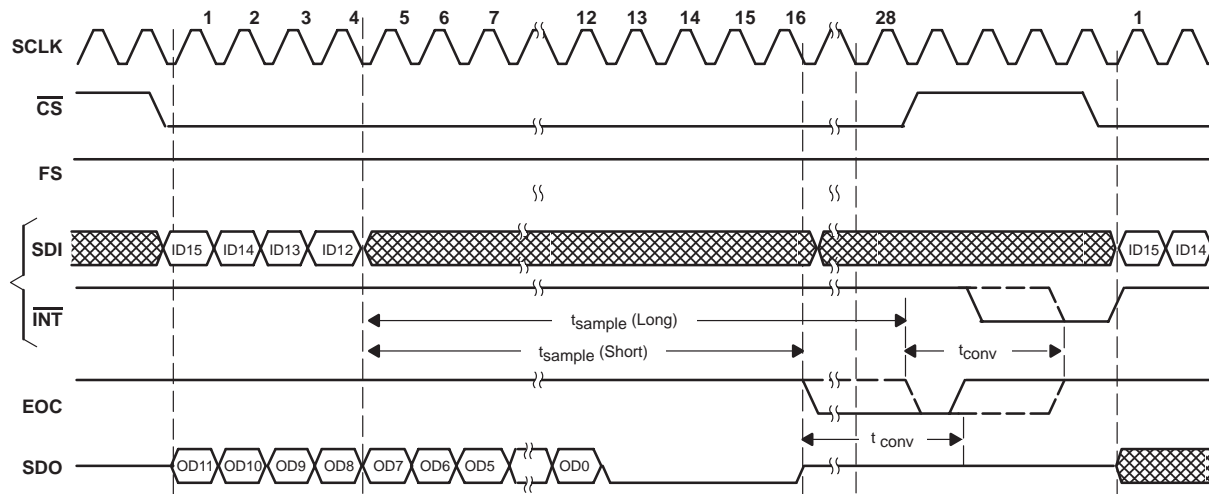 1 2 3 4 5 6 7 12 13 14 15 16 28 1
SCLK
CS
FS
SDI ID15 ID14 ID13 ID12 ID15 ID14
INT
tsample (Long)
tsample (Short) tconv
EOC
t conv
SDO OD11 OD10 OD9 OD8 OD7 OD6 OD5 OD0